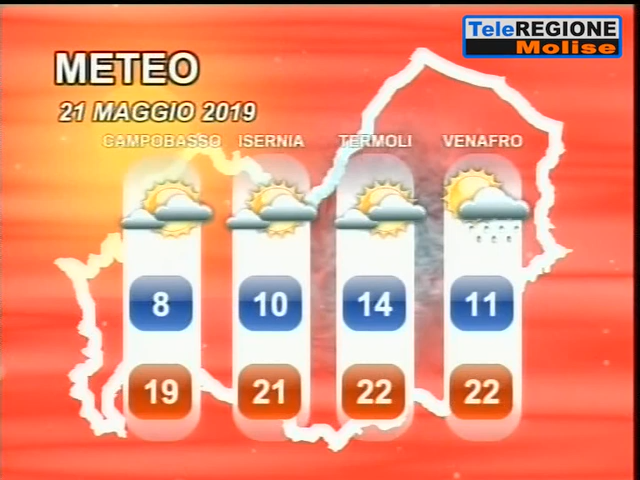 TeleREGIONE
Molise
METEO
21 MAGGIO 2019
CAMPOBASSO ISERNIA TERMOLI VENAFRO
8 10 14 11
19 21 22 22